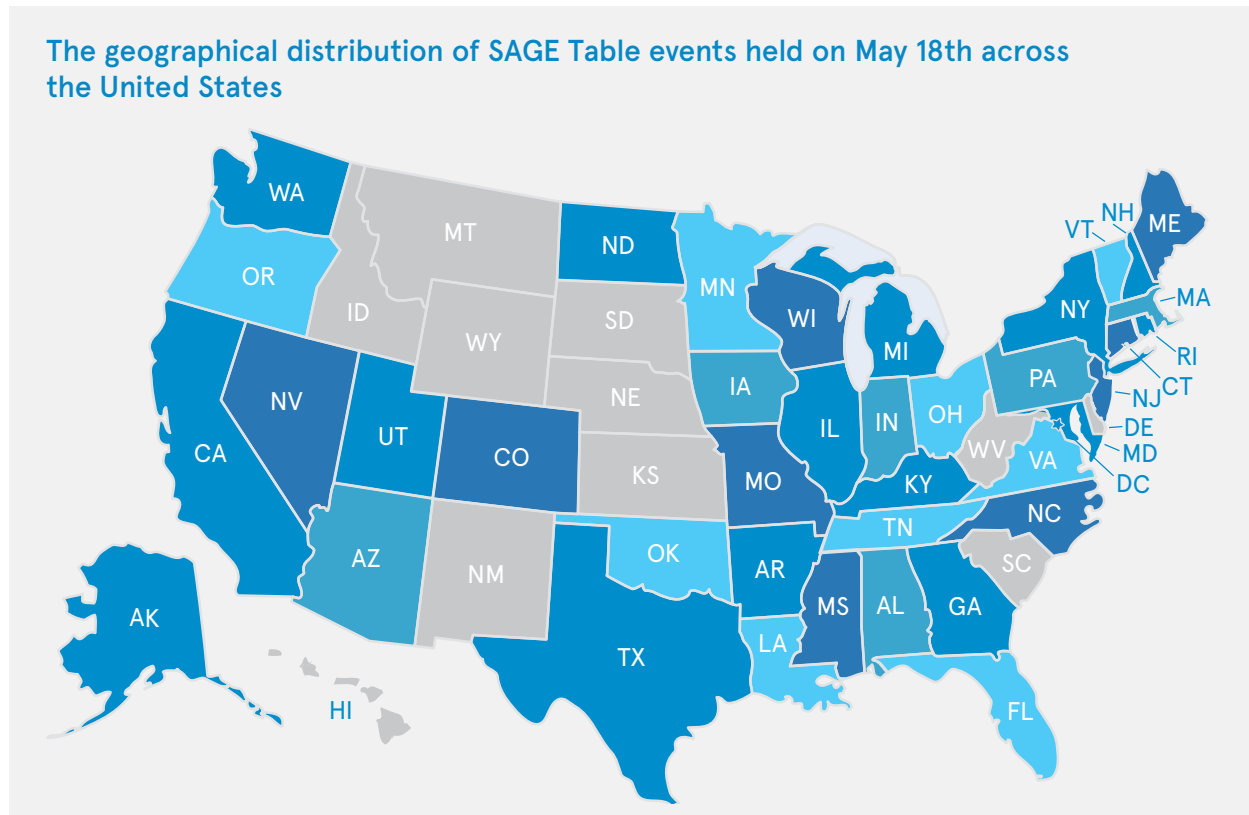 The geographical distribution of SAGE Table events held on May 18th across
the United States
WA
OR
CA
NV
ID
MT
WY
UT
CO
AZ
NM
ND
SD
NE
KS
OK
TX
MN
IA
MO
AR
LA
WI
IL
MI
IN
OH
KY
TN
MS
AL
GA
FL
SC
NC
VA
WV
PA
NY
VT
NH
ME
MA
RI
CT
NJ
DE
MD
DC
AK
HI